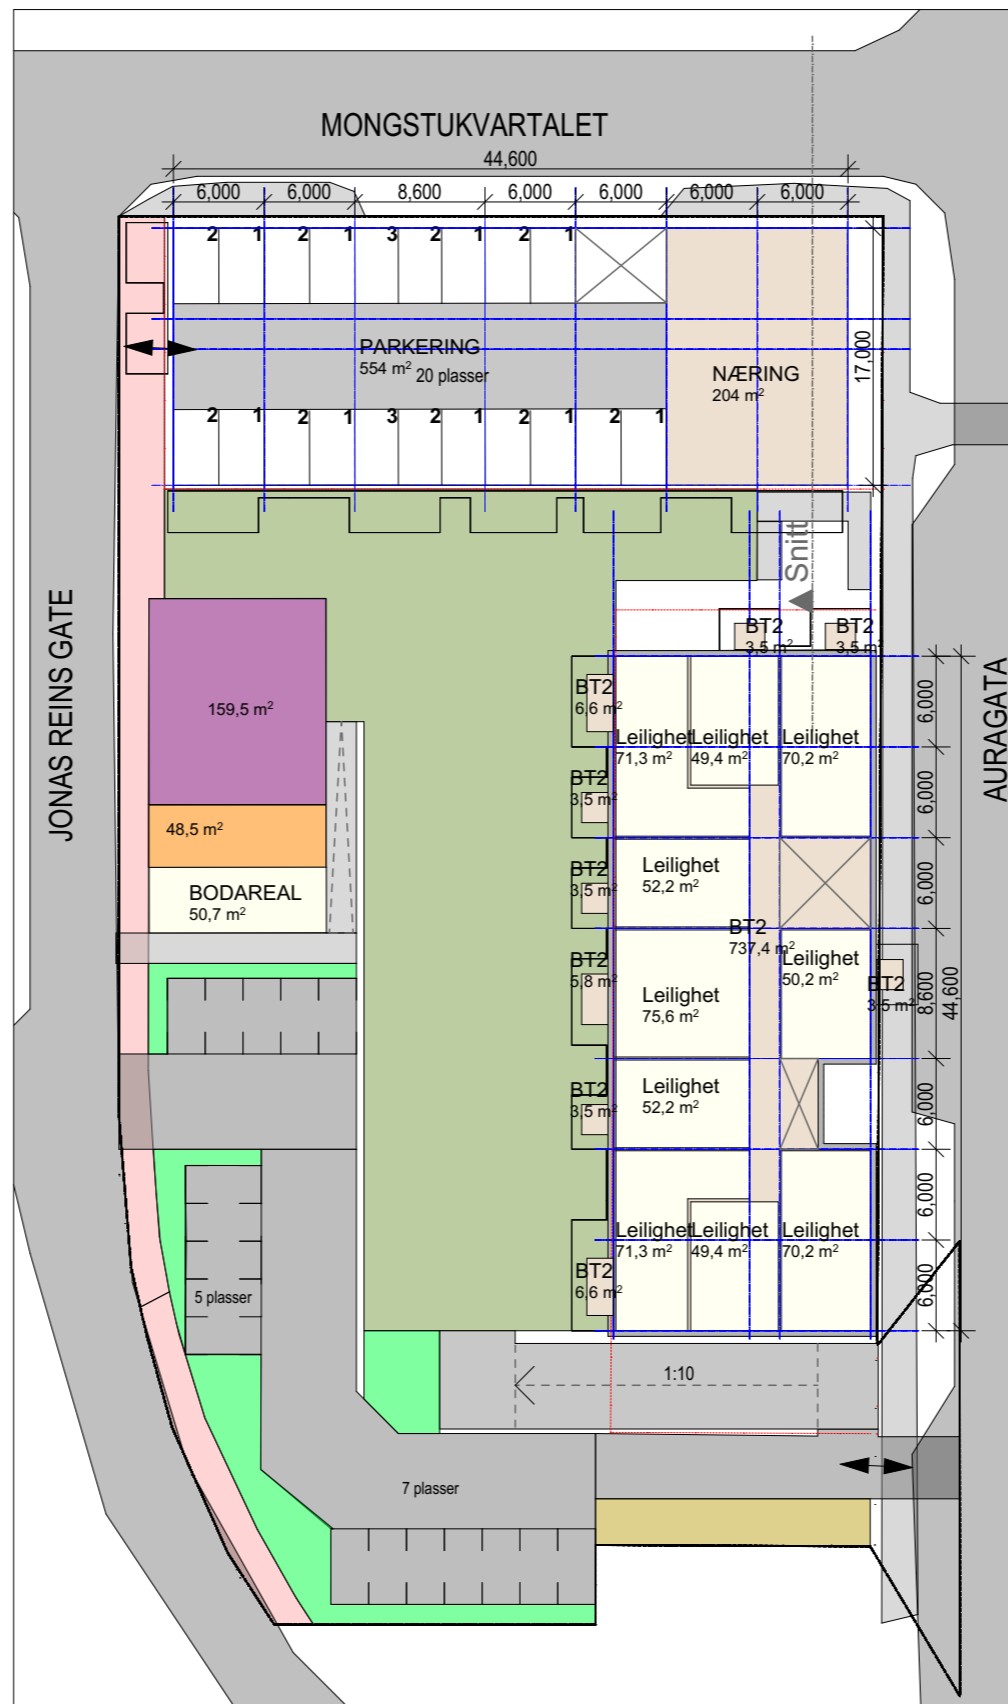 MONGSTUKVARTALET
44,600
6,000 6,000 8,600 6,000 6,000 6,000 6,000
2 1 2 1 3 2 1 2 1
PARKERING
554 m² 20 plasser
NÆRING
204 m²
17,000
2 1 2 1 3 2 1 2 1 2 1
Snitt
JONAS REINS GATE
AURAGATA
BT2
3,5 m²
BT2
3,5 m²
BT2
6,6 m²
Leilighet
71,3 m²
Leilighet
49,4 m²
Leilighet
70,2 m²
6,000
159,5 m²
BT2
3,5 m²
6,000
48,5 m²
BODAREAL
50,7 m²
BT2
3,5 m²
Leilighet
52,2 m²
6,000
BT2
737,4 m²
BT2
5,8 m²
Leilighet
75,6 m²
Leilighet
50,2 m²
BT2
3,5 m²
8,600
44,600
BT2
3,5 m²
Leilighet
52,2 m²
6,000
6,000
Leilighet
71,3 m²
Leilighet
49,4 m²
Leilighet
70,2 m²
BT2
6,6 m²
6,000
5 plasser
1:10
7 plasser